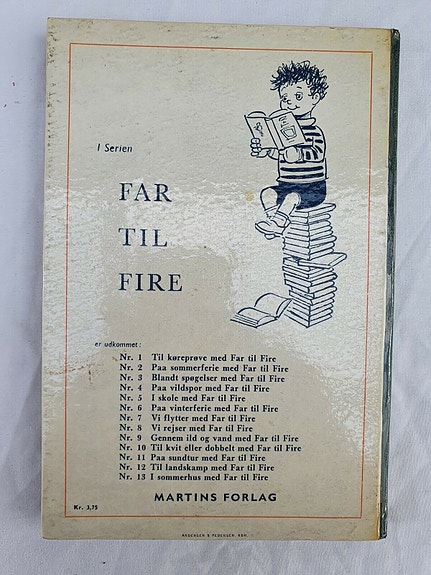 I Serien
FAR
TIL
FIRE
er udkommet:
Nr. 1 Til køreprøve med Far til Fire
Nr. 2 Paa sommerferie med Far til Fire
Nr. 3 Blandt spøgelser med Far til Fire
Nr. 4 Paa vildspor med Far til Fire
Nr. 5 I skole med Far til Fire
Nr. 6 Paa vinterferie med Far til Fire
Nr. 7 Vi flytter med Far til Fire
Nr. 8 Vi rejser med Far til Fire
Nr. 9 Gennem ild og vand med Far til Fire
Nr. 10 Til kvit eller dobbelt med Far til Fire
Nr. 11 Paa sundtur med Far til Fire
Nr. 12 Til landskamp med Far til Fire
Nr. 13 I sommerhus med Far til Fire
MARTINS FORLAG
Kr. 3,75
ANDERSEN & PEDERSEN, KBH.